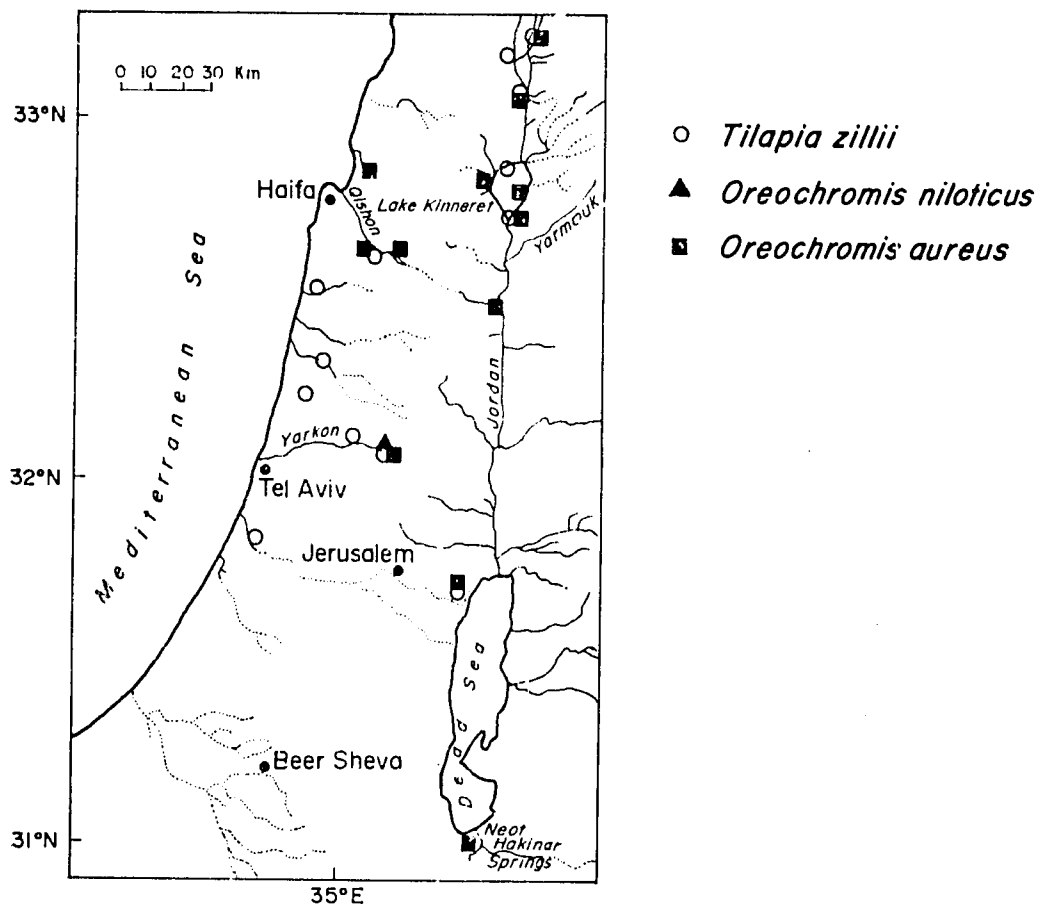 0 10 20 30 Km
33°N
Haifa
Qishon
Lake Kinneret
Yarmouk
Mediterranean Sea
Jordan
Yarkon
32°N
Tel Aviv
Jerusalem
Dead Sea
Beer Sheva
31°N
Neot
Hakinar
Springs
35°E
Tilapia zillii
Oreochromis niloticus
Oreochromis aureus